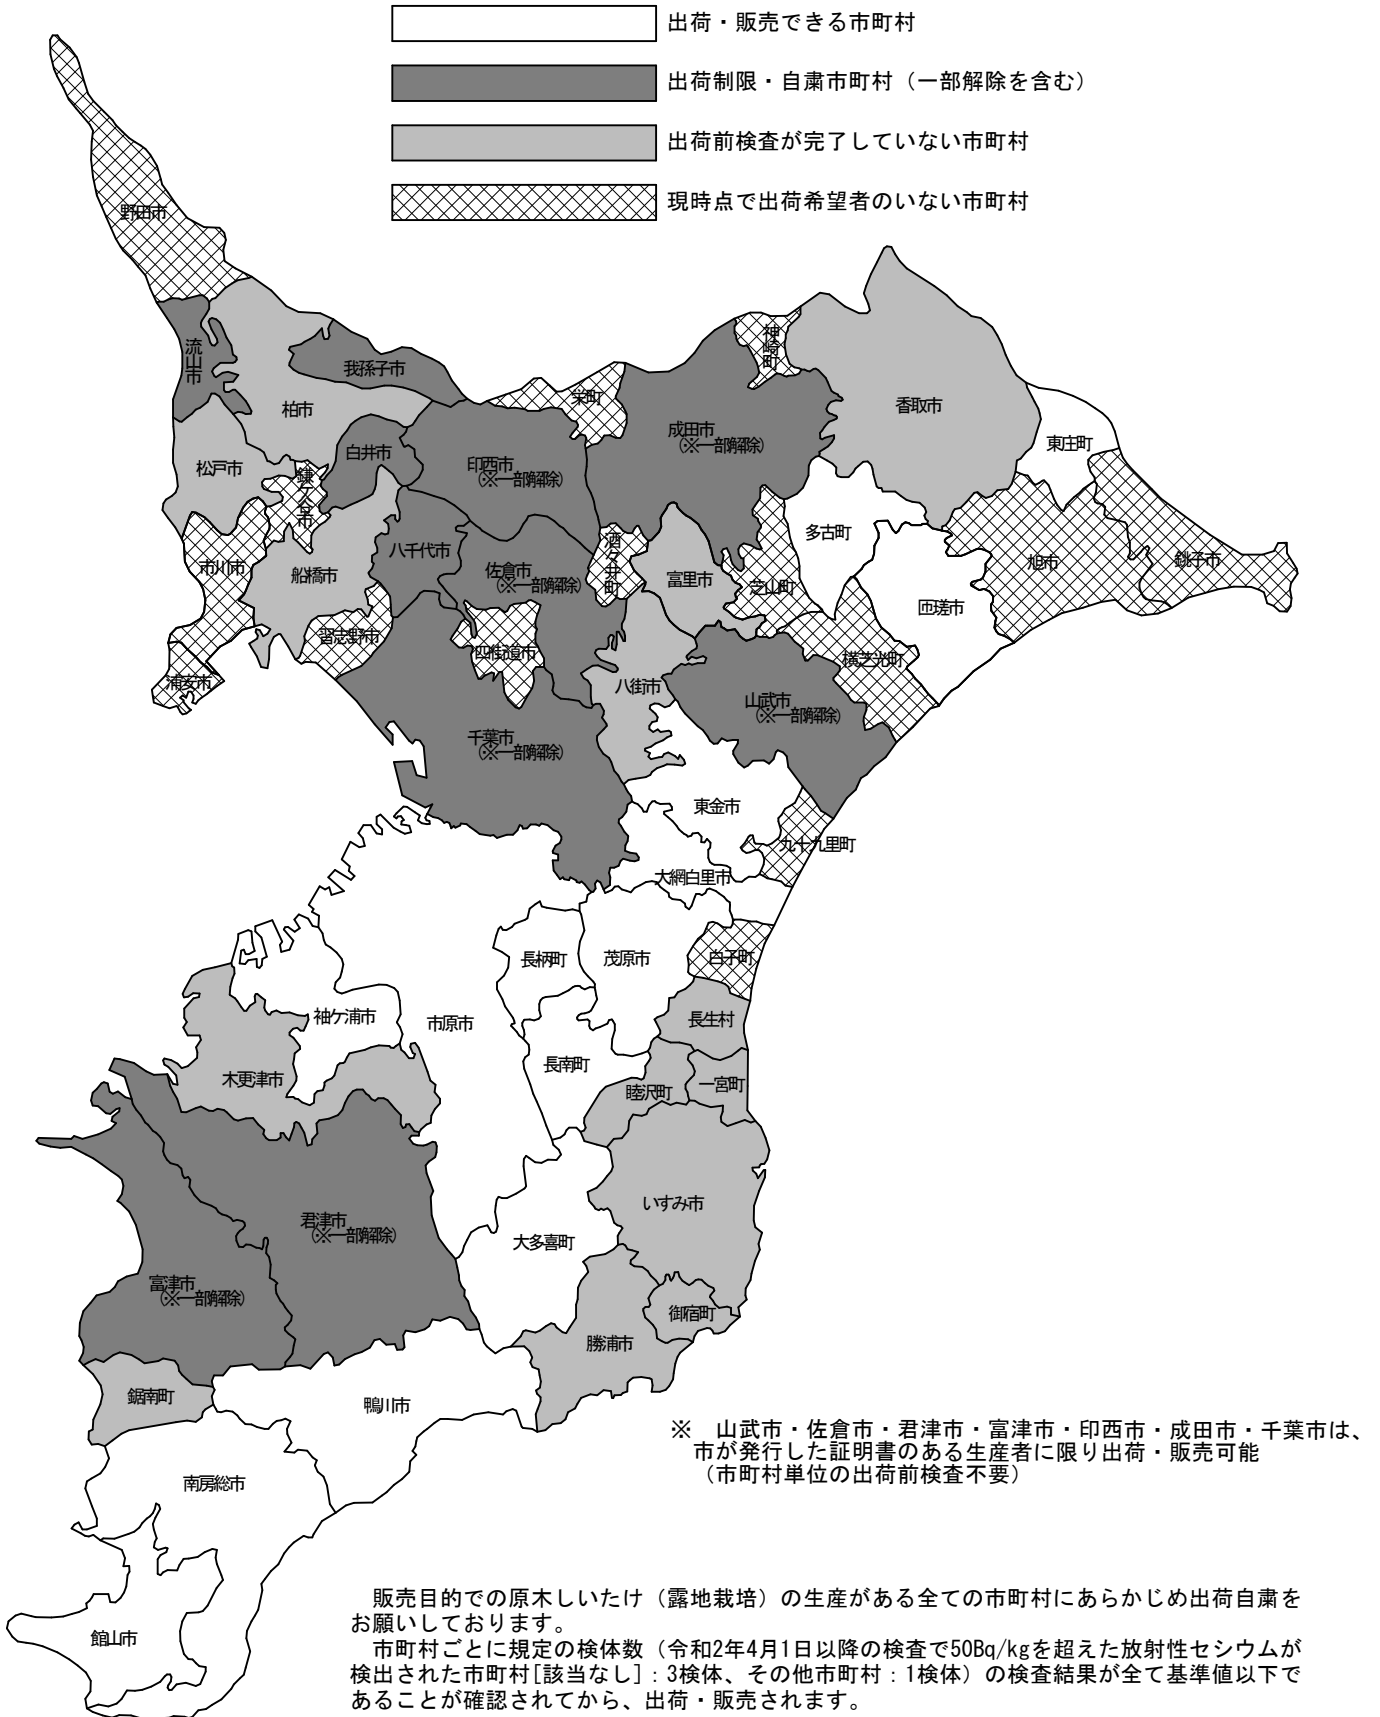 出荷・販売できる市町村
出荷制限・自粛市町村（一部解除を含む）
出荷前検査が完了していない市町村
現時点で出荷希望者のいない市町村
野田市
流山市
我孫子市
柏市
松戸市
白井市
鎌ケ谷市
印西市
（※一部解除）
栄町
成田市
（※一部解除）
神崎町
香取市
東庄町
多古町
銚子市
旭市
匝瑳市
市川市
船橋市
八千代市
佐倉市
（※一部解除）
酒々井町
富里市
芝山町
習志野市
四街道市
浦安市
八街市
横芝光町
山武市
（※一部解除）
千葉市
（※一部解除）
東金市
九十九里町
大網白里市
長柄町
茂原市
白子町
袖ケ浦市
市原市
長生村
長南町
木更津市
睦沢町
一宮町
いすみ市
君津市
（※一部解除）
大多喜町
富津市
（※一部解除）
御宿町
勝浦市
鋸南町
鴨川市
南房総市
館山市
※　山武市・佐倉市・君津市・富津市・印西市・成田市・千葉市は、
市が発行した証明書のある生産者に限り出荷・販売可能
（市町村単位の出荷前検査不要）
販売目的での原木しいたけ（露地栽培）の生産がある全ての市町村にあらかじめ出荷自粛を
お願いしております。
市町村ごとに規定の検体数（令和2年4月1日以降の検査で50Bq/kgを超えた放射性セシウムが
検出された市町村[該当なし]：3検体、その他市町村：1検体）の検査結果が全て基準値以下で
あることが確認されてから、出荷・販売されます。